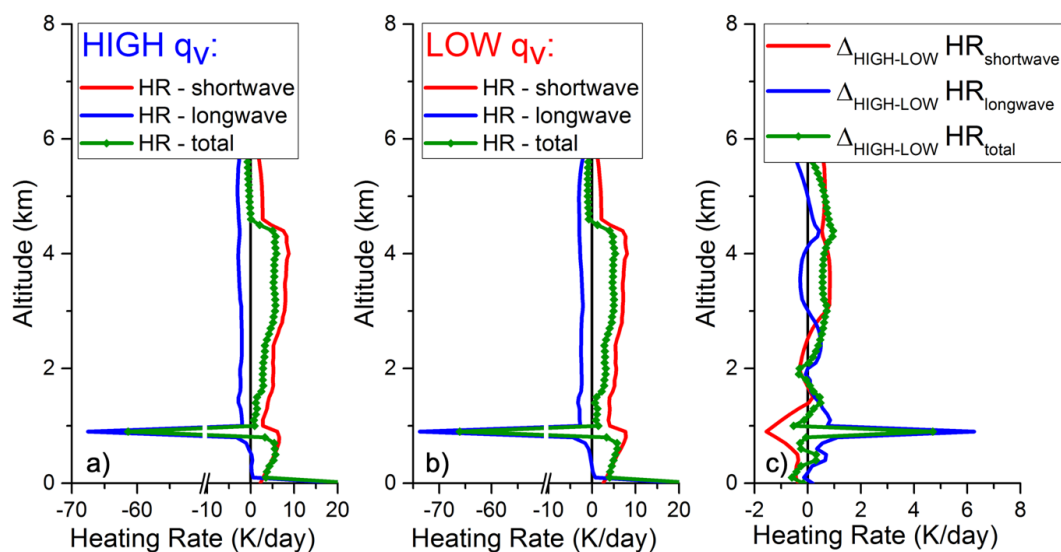 8
6
4
2
0
Altitude (km)
HIGH qv:
HR - shortwave
HR - longwave
HR - total
a)
-70 -60 -10 0 10 20
Heating Rate (K/day)
8
6
4
2
0
Altitude (km)
LOW qv:
HR - shortwave
HR - longwave
HR - total
b)
-70 -60 -10 0 10 20
Heating Rate (K/day)
8
6
4
2
0
Altitude (km)
ΔHIGH-LOW HRshortwave
ΔHIGH-LOW HRlongwave
ΔHIGH-LOW HRtotal
c)
-2 0 2 4 6 8
Heating Rate (K/day)